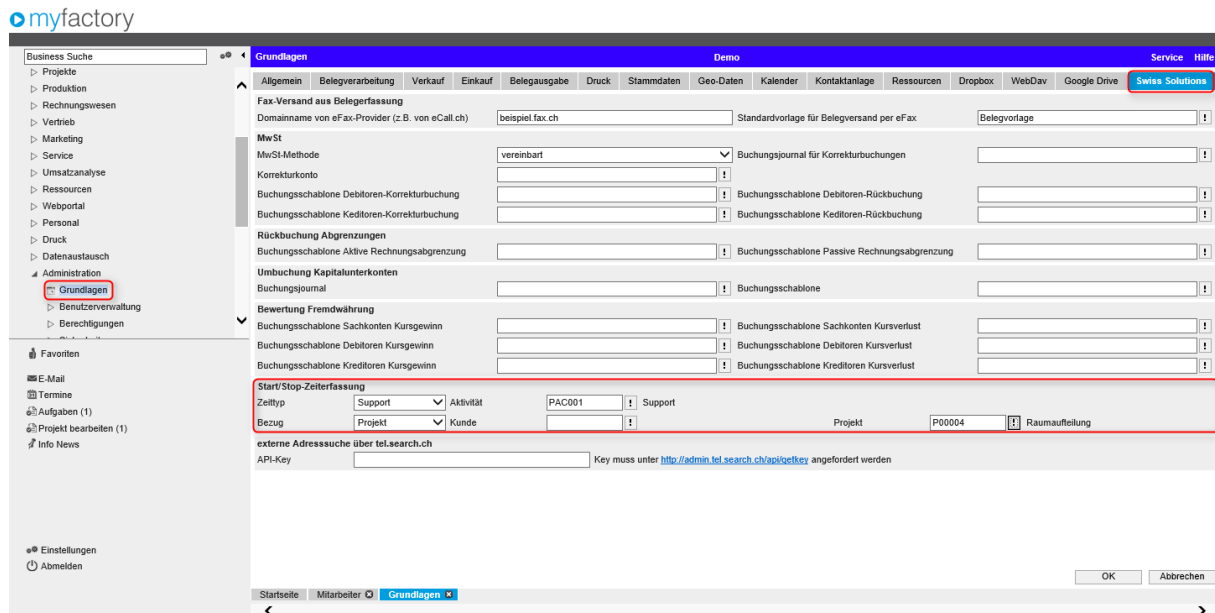 myfactory
Business Suche
Projekte
Produktion
Rechnungswesen
Vertrieb
Marketing
Service
Umsatzanalyse
Ressourcen
Webportal
Personal
Druck
Datenaustausch
Administration
Grundlagen
Benutzerverwaltung
Berechtigungen
Favoriten
E-Mail
Termine
Aufgaben (1)
Projekt bearbeiten (1)
Info News
Einstellungen
Abmelden
Grundlagen Demo Service Hilfe
Allgemein Belegverarbeitung Verkauf Einkauf Belegausgabe Druck Stammdaten Geo-Daten Kalender Kontaktanlage Ressourcen Dropbox WebDav Google Drive Swiss Solutions
Fax-Versand aus Belegerfassung
Domainname von eFax-Provider (z.B. von eCall.ch) beispiel.fax.ch Standardvorlage für Belegversand per eFax Belegvorlage !
MwSt
MwSt-Methode vereinbart Buchungsjournal für Korrekturbuchungen !
Korrekturkonto !
Buchungsschablone Debitoren-Korrekturbuchung ! Buchungsschablone Debitoren-Rückbuchung !
Buchungsschablone Keditoren-Korrekturbuchung ! Buchungsschablone Keditoren-Rückbuchung !
Rückbuchung Abgrenzungen
Buchungsschablone Aktive Rechnungsabgrenzung ! Buchungsschablone Passive Rechnungsabgrenzung !
Umbuchung Kapitalunterkonten
Buchungsjournal ! Buchungsschablone !
Bewertung Fremdwährung
Buchungsschablone Sachkonten Kursgewinn ! Buchungsschablone Sachkonten Kursverlust !
Buchungsschablone Debitoren Kursgewinn ! Buchungsschablone Debitoren Kursverlust !
Buchungsschablone Kreditoren Kursgewinn ! Buchungsschablone Kreditoren Kursverlust !
Start/Stop-Zeiterfassung
Zeittyp Support Aktivität PAC001 ! Support
Bezug Projekt Kunde ! Projekt P00004 ! Raumaufteilung
externe Adresssuche über tel.search.ch
API-Key Key muss unter http://admin.tel.search.ch/api/getkey angefordert werden
OK Abbrechen
Startseite Mitarbeiter Grundlagen